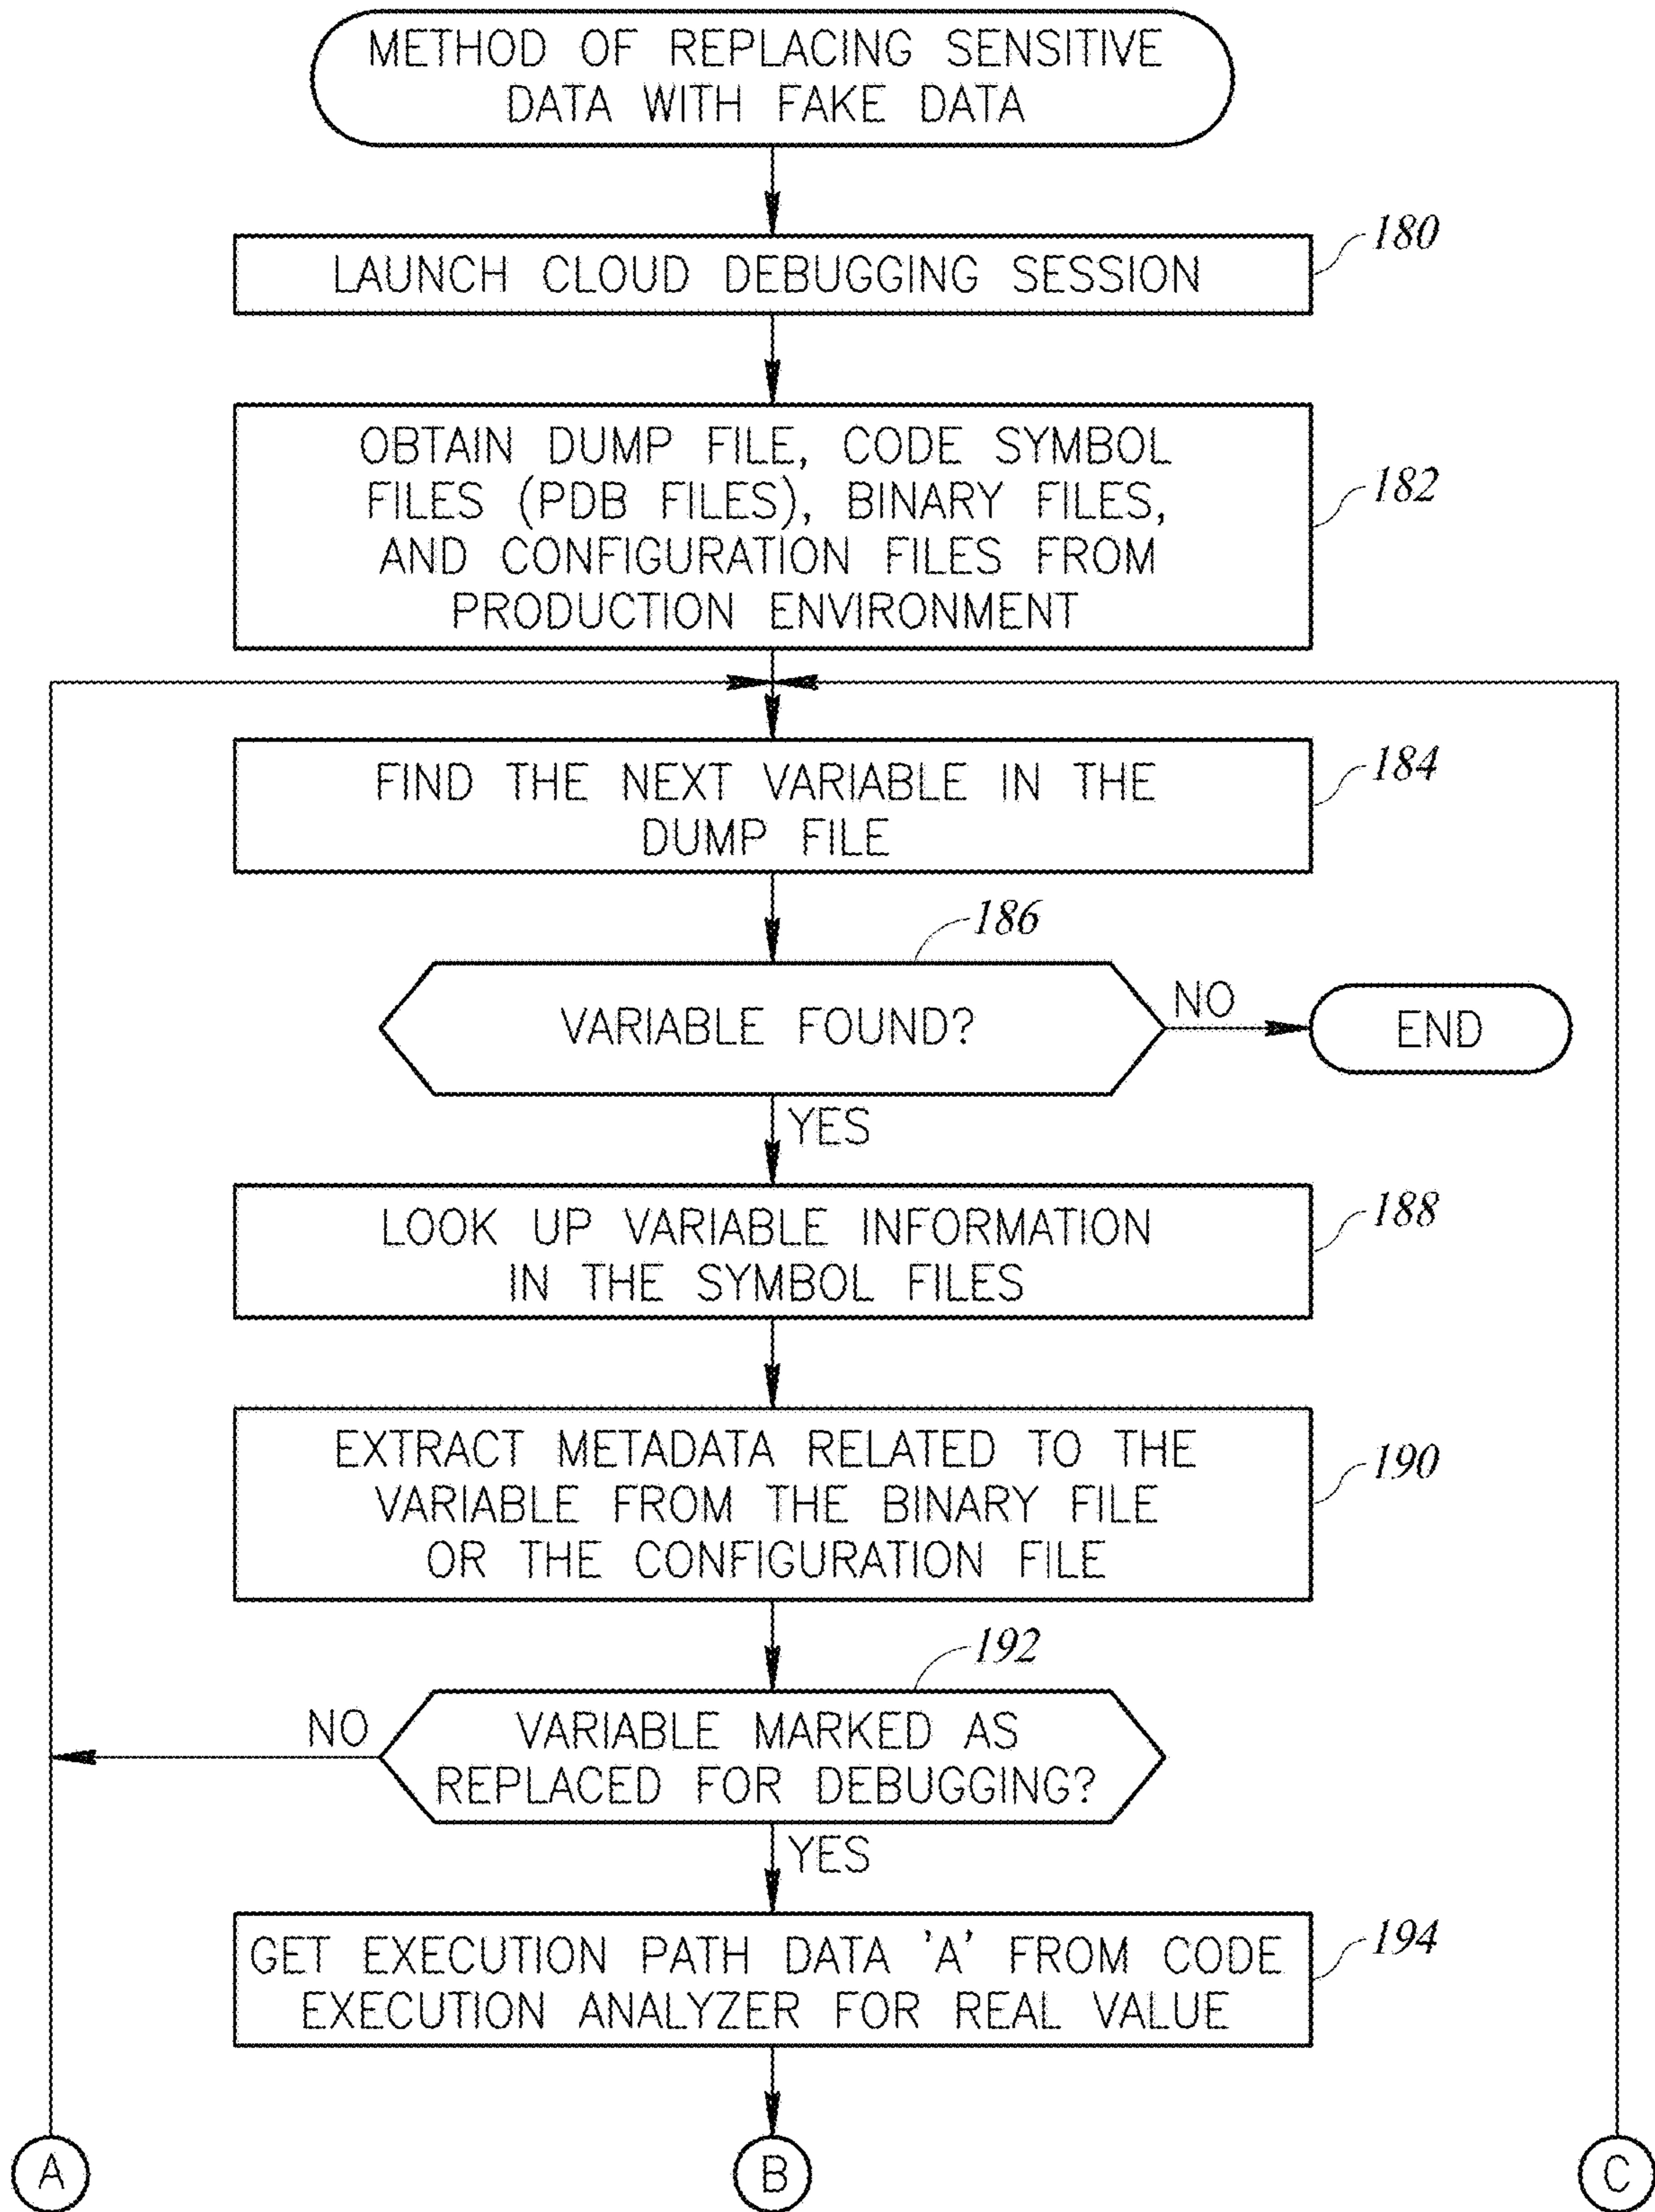 METHOD OF REPLACING SENSITIVE
DATA WITH FAKE DATA
180
LAUNCH CLOUD DEBUGGING SESSION
OBTAIN DUMP FILE, CODE SYMBOL
FILES (PDB FILES), BINARY FILES,
AND CONFIGURATION FILES FROM
PRODUCTION ENVIRONMENT
182
FIND THE NEXT VARIABLE IN THE
DUMP FILE
184
186
VARIABLE FOUND?
NO
END
YES
LOOK UP VARIABLE INFORMATION
IN THE SYMBOL FILES
188
EXTRACT METADATA RELATED TO THE
VARIABLE FROM THE BINARY FILE
OR THE CONFIGURATION FILE
190
192
NO
VARIABLE MARKED AS
REPLACED FOR DEBUGGING?
YES
GET EXECUTION PATH DATA 'A' FROM CODE
EXECUTION ANALYZER FOR REAL VALUE
194
A
B
C